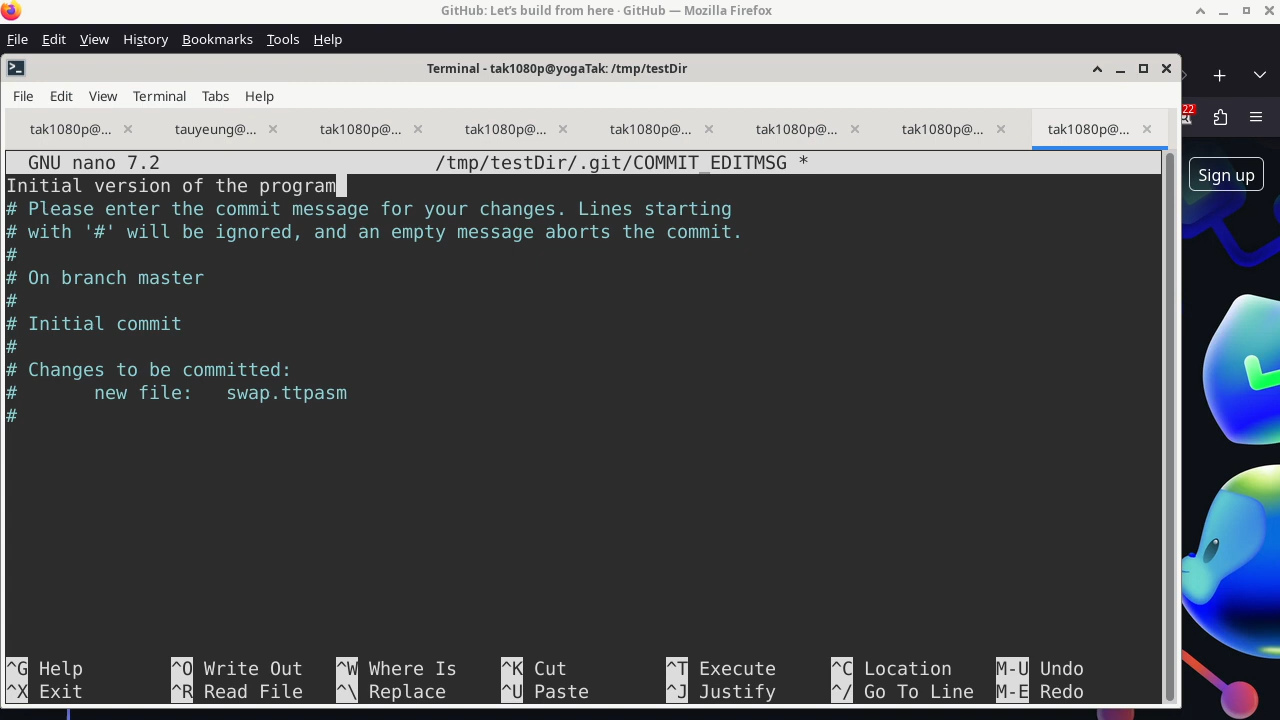 GitHub: Let's build from here · GitHub — Mozilla Firefox
File Edit View History Bookmarks Tools Help
Terminal - tak1080p@yogaTak: /tmp/testDir
File Edit View Terminal Tabs Help
tak1080p@... tauyeung@... tak1080p@... tak1080p@... tak1080p@... tak1080p@... tak1080p@... tak1080p@...
22
GNU nano 7.2 /tmp/testDir/.git/COMMIT_EDITMSG *
Initial version of the program
Sign up
# Please enter the commit message for your changes. Lines starting
# with '#' will be ignored, and an empty message aborts the commit.
#
# On branch master
#
# Initial commit
#
# Changes to be committed:
#       new file:   swap.ttpasm
#
^G Help ^O Write Out ^W Where Is ^K Cut ^T Execute ^C Location M-U Undo
^X Exit ^R Read File ^\ Replace ^U Paste ^J Justify ^/ Go To Line M-E Redo